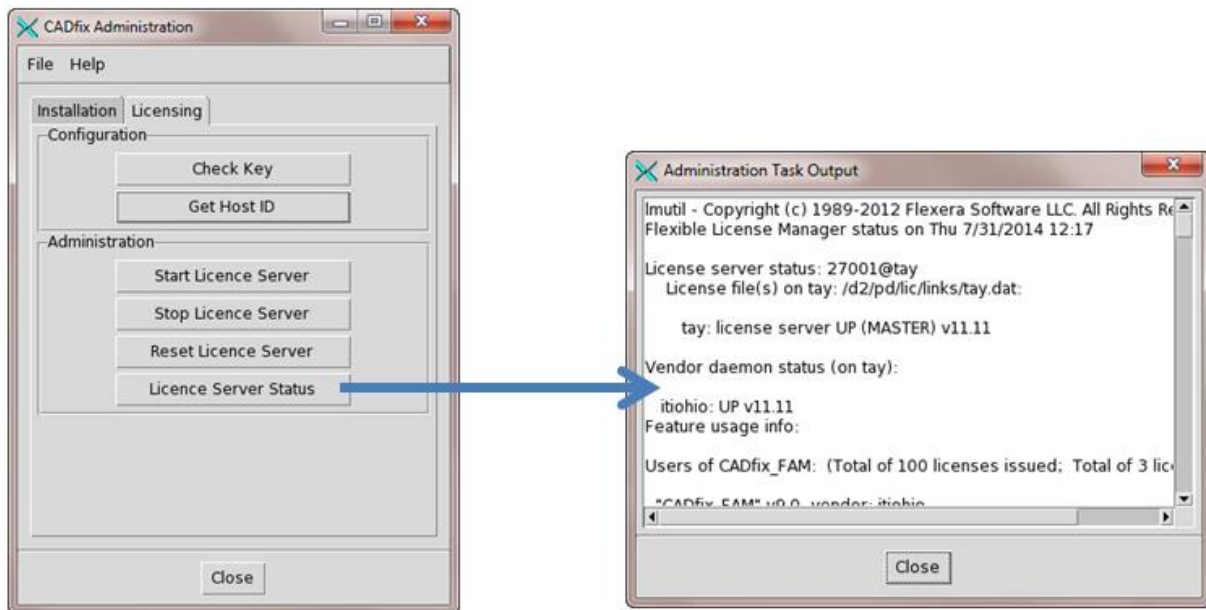 CADfix Administration
File Help
Installation Licensing
Configuration
Check Key
Get Host ID
Administration
Start Licence Server
Stop Licence Server
Reset Licence Server
Licence Server Status
Close
Administration Task Output
lmutil - Copyright (c) 1989-2012 Flexera Software LLC. All Rights Re
Flexible License Manager status on Thu 7/31/2014 12:17
License server status: 27001@tay
License file(s) on tay: /d2/pd/lic/links/tay.dat:
tay: license server UP (MASTER) v11.11
Vendor daemon status (on tay):
itiohio: UP v11.11
Feature usage info:
Users of CADfix_FAM: (Total of 100 licenses issued; Total of 3 lic
"CADfix_FAM" v9.0, vendor: itiohio
Close